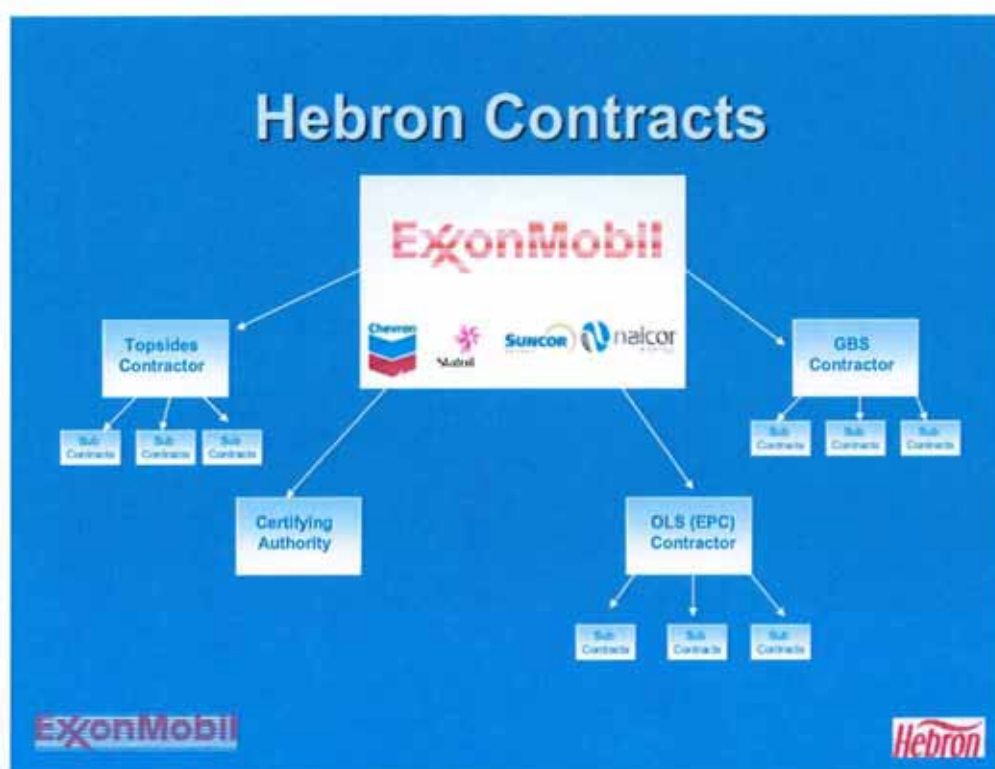 Hebron Contracts
ExxonMobil
Chevron
Statoil
SUNCOR
nalcor
Topsides
Contractor
GBS
Contractor
Sub
Contracts
Sub
Contracts
Sub
Contracts
Sub
Contracts
Sub
Contracts
Sub
Contracts
Certifying
Authority
OLS (EPC)
Contractor
Sub
Contracts
Sub
Contracts
Sub
Contracts
ExxonMobil
Hebron